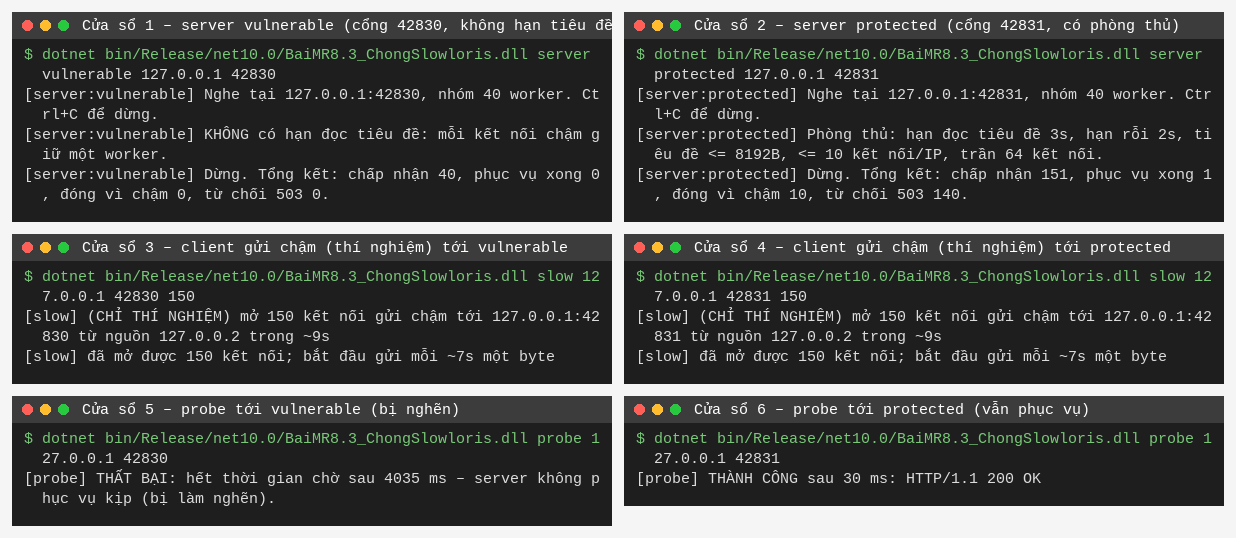 Cửa sổ 1 – server vulnerable (cổng 42830, không hạn tiêu đề
$ dotnet bin/Release/net10.0/BaiMR8.3_ChongSlowloris.dll server
vulnerable 127.0.0.1 42830
[server:vulnerable] Nghe tại 127.0.0.1:42830, nhóm 40 worker. Ct
rl+C để dừng.
[server:vulnerable] KHÔNG có hạn đọc tiêu đề: mỗi kết nối chậm g
iữ một worker.
[server:vulnerable] Dừng. Tổng kết: chấp nhận 40, phục vụ xong 0
, đóng vì chậm 0, từ chối 503 0.
Cửa sổ 2 – server protected (cổng 42831, có phòng thủ)
$ dotnet bin/Release/net10.0/BaiMR8.3_ChongSlowloris.dll server
protected 127.0.0.1 42831
[server:protected] Nghe tại 127.0.0.1:42831, nhóm 40 worker. Ctr
l+C để dừng.
[server:protected] Phòng thủ: hạn đọc tiêu đề 3s, hạn rỗi 2s, ti
êu đề <= 8192B, <= 10 kết nối/IP, trần 64 kết nối.
[server:protected] Dừng. Tổng kết: chấp nhận 151, phục vụ xong 1
, đóng vì chậm 10, từ chối 503 140.
Cửa sổ 3 – client gửi chậm (thí nghiệm) tới vulnerable
$ dotnet bin/Release/net10.0/BaiMR8.3_ChongSlowloris.dll slow 12
7.0.0.1 42830 150
[slow] (CHỈ THÍ NGHIỆM) mở 150 kết nối gửi chậm tới 127.0.0.1:42
830 từ nguồn 127.0.0.2 trong ~9s
[slow] đã mở được 150 kết nối; bắt đầu gửi mỗi ~7s một byte
Cửa sổ 4 – client gửi chậm (thí nghiệm) tới protected
$ dotnet bin/Release/net10.0/BaiMR8.3_ChongSlowloris.dll slow 12
7.0.0.1 42831 150
[slow] (CHỈ THÍ NGHIỆM) mở 150 kết nối gửi chậm tới 127.0.0.1:42
831 từ nguồn 127.0.0.2 trong ~9s
[slow] đã mở được 150 kết nối; bắt đầu gửi mỗi ~7s một byte
Cửa sổ 5 – probe tới vulnerable (bị nghẽn)
$ dotnet bin/Release/net10.0/BaiMR8.3_ChongSlowloris.dll probe 1
27.0.0.1 42830
[probe] THẤT BẠI: hết thời gian chờ sau 4035 ms – server không p
hục vụ kịp (bị làm nghẽn).
Cửa sổ 6 – probe tới protected (vẫn phục vụ)
$ dotnet bin/Release/net10.0/BaiMR8.3_ChongSlowloris.dll probe 1
27.0.0.1 42831
[probe] THÀNH CÔNG sau 30 ms: HTTP/1.1 200 OK